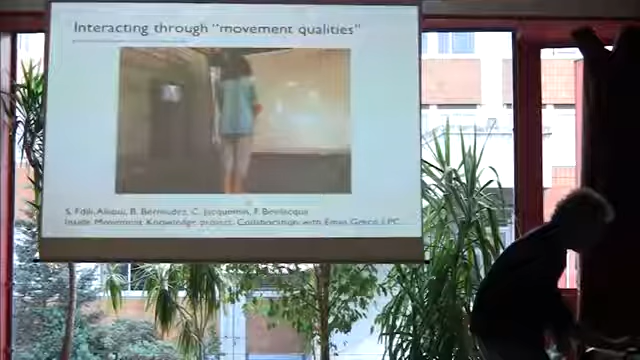 Interacting through "movement qualities"
S. Fdili Alaoui, B. Bermudez, C. Jacquemin, F. Bevilacqua
Inside Movement Knowledge project, Collaboration with Emio Greco | PC